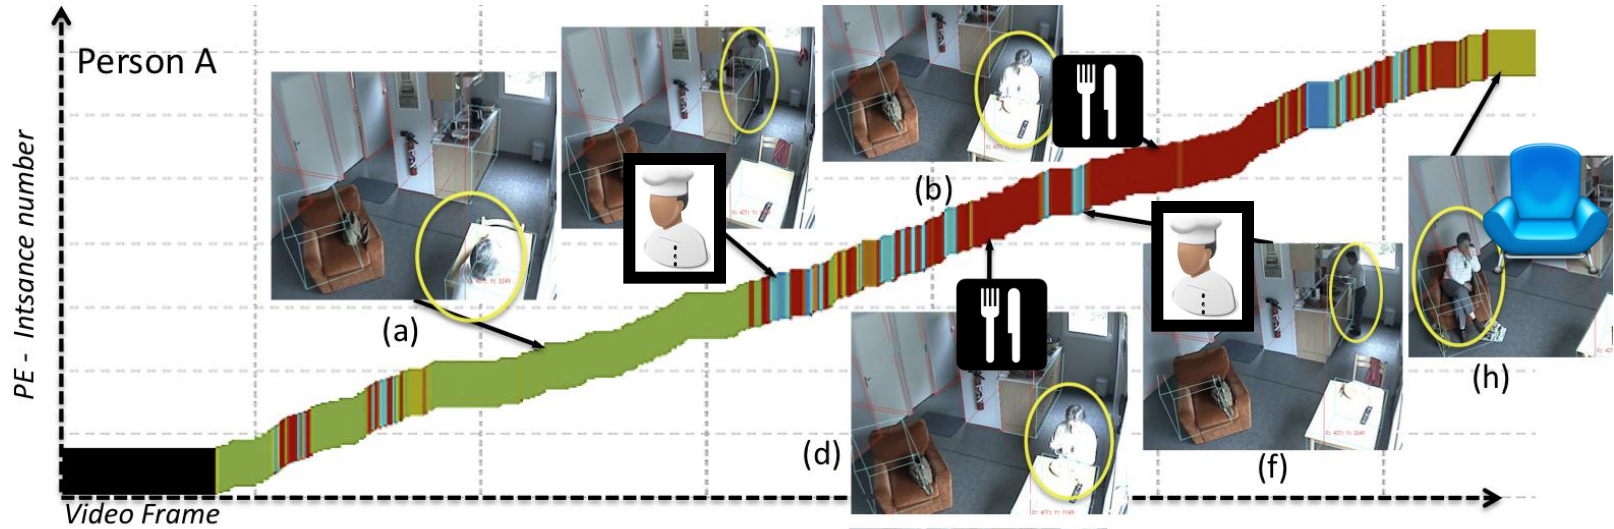 Person A
PE - Intsance number
(a)
(b)
(d)
(f)
(h)
Video Frame